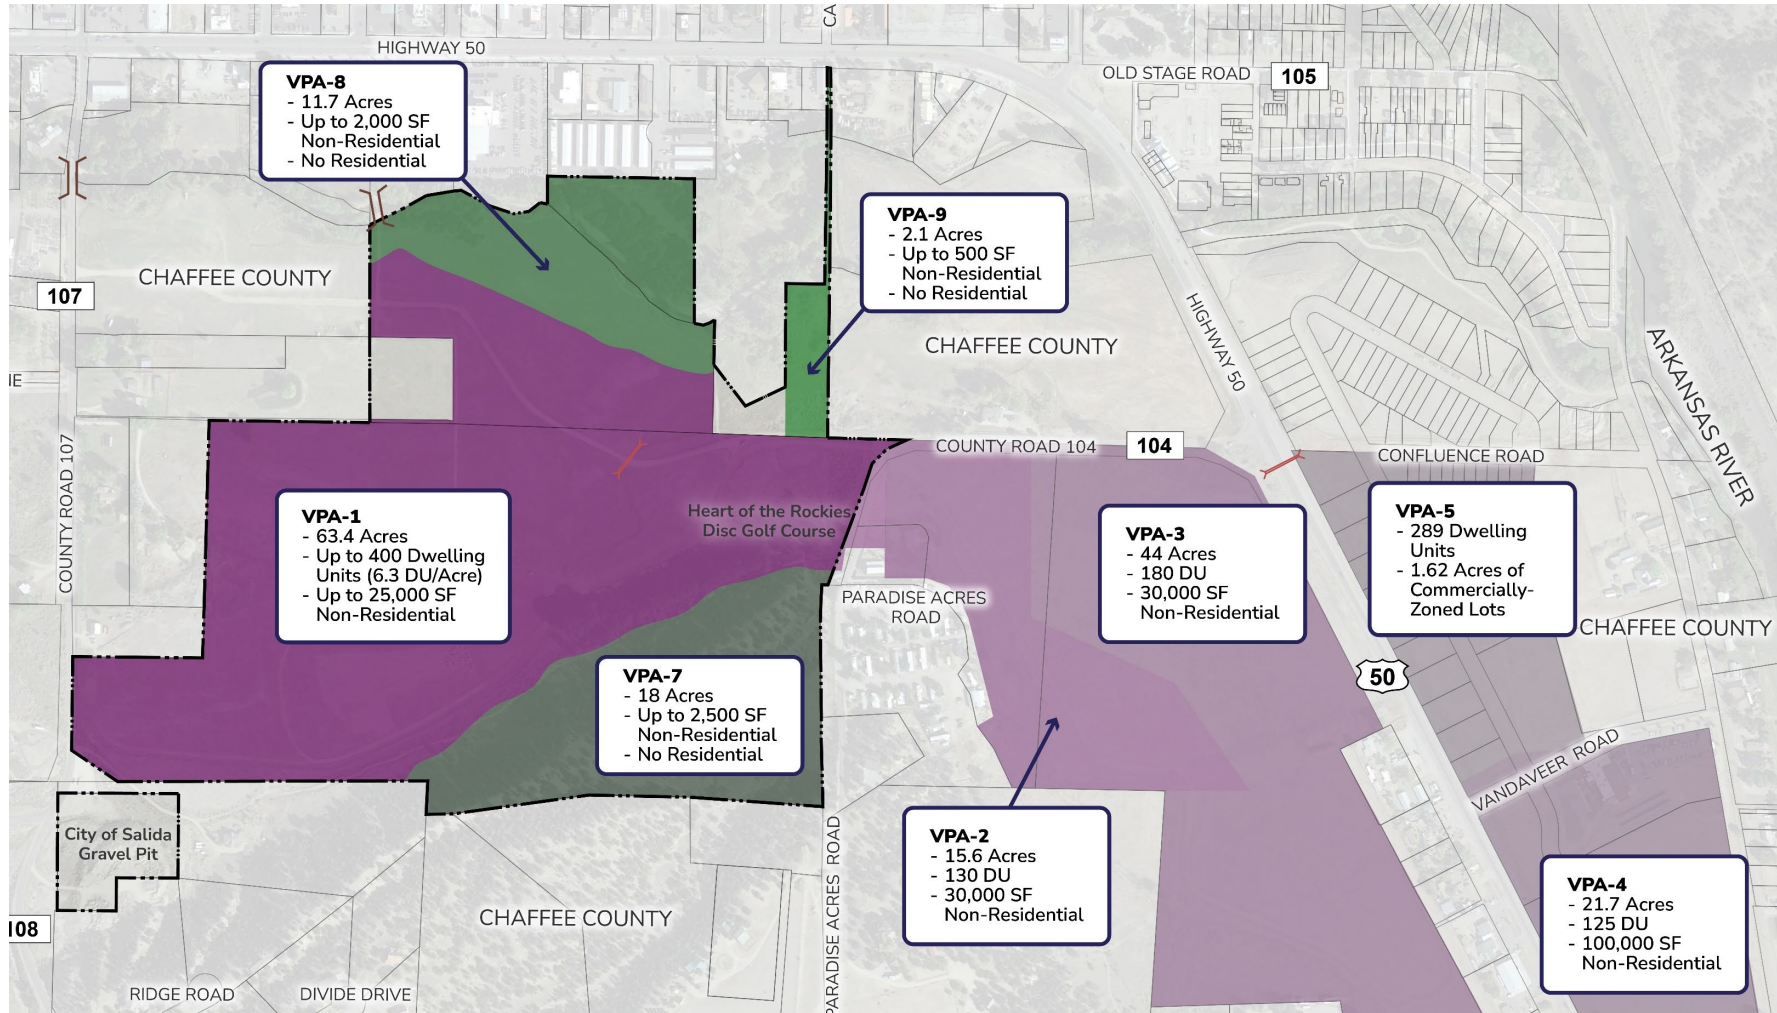 CA
HIGHWAY 50
OLD STAGE ROAD
105
VPA-8
- 11.7 Acres
- Up to 2,000 SF
Non-Residential
- No Residential
VPA-9
- 2.1 Acres
- Up to 500 SF
Non-Residential
- No Residential
CHAFFEE COUNTY
107
CHAFFEE COUNTY
HIGHWAY 50
ARKANSAS RIVER
NE
COUNTY ROAD 107
COUNTY ROAD 104
104
CONFLUENCE ROAD
VPA-1
- 63.4 Acres
- Up to 400 Dwelling
Units (6.3 DU/Acre)
- Up to 25,000 SF
Non-Residential
Heart of the Rockies
Disc Golf Course
VPA-3
- 44 Acres
- 180 DU
- 30,000 SF
Non-Residential
VPA-5
- 289 Dwelling
Units
- 1.62 Acres of
Commercially-
Zoned Lots
PARADISE ACRES
ROAD
CHAFFEE COUNTY
50
VPA-7
- 18 Acres
- Up to 2,500 SF
Non-Residential
- No Residential
VANDAVEER ROAD
City of Salida
Gravel Pit
VPA-2
- 15.6 Acres
- 130 DU
- 30,000 SF
Non-Residential
PARADISE ACRES ROAD
VPA-4
- 21.7 Acres
- 125 DU
- 100,000 SF
Non-Residential
108
CHAFFEE COUNTY
RIDGE ROAD
DIVIDE DRIVE